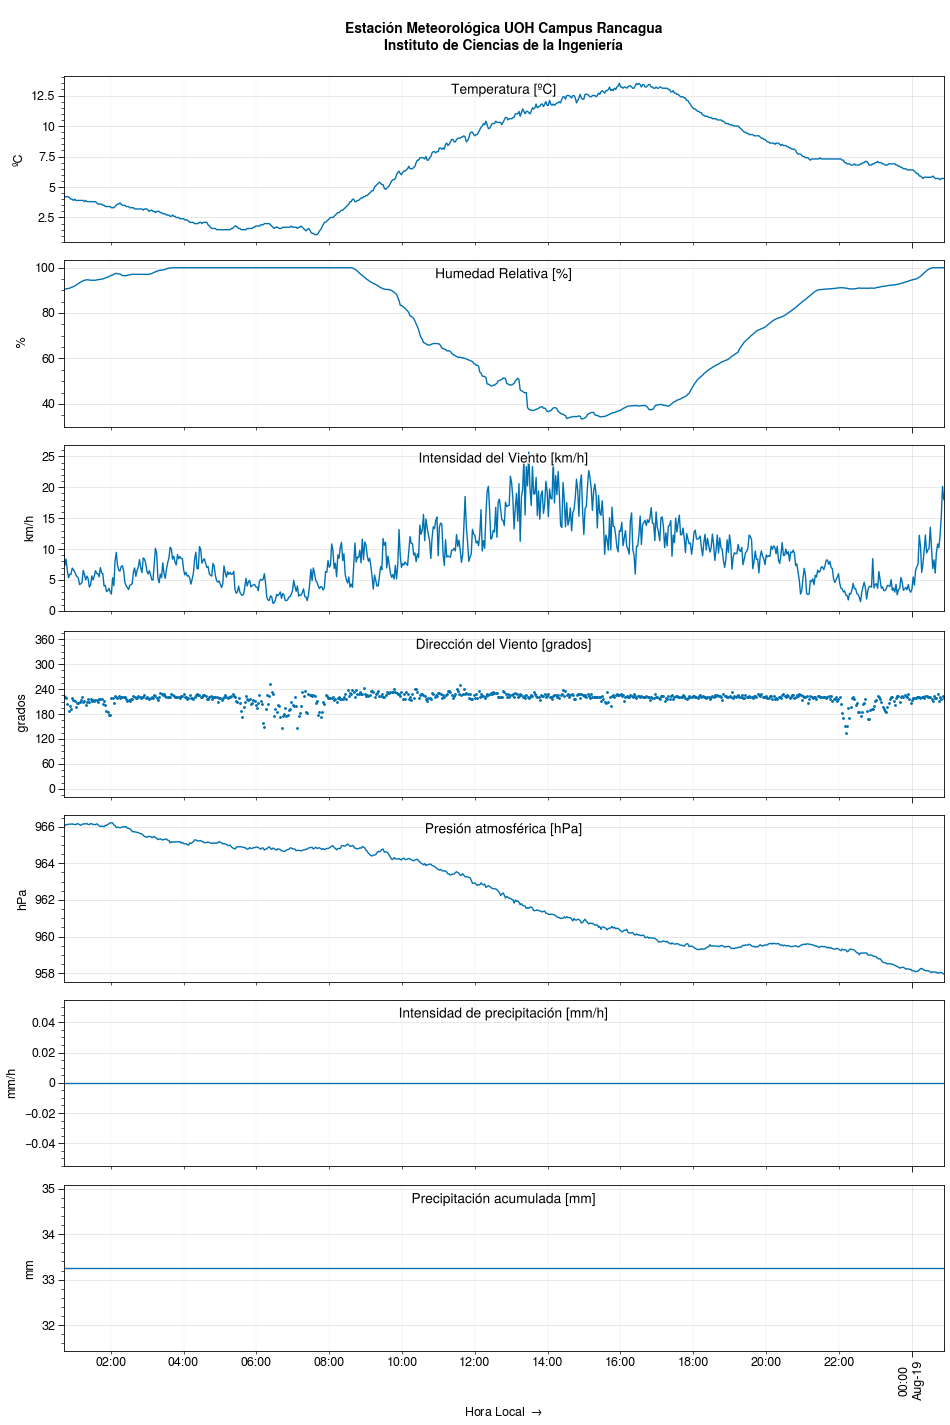 Estación Meteorológica UOH Campus Rancagua
Instituto de Ciencias de la Ingeniería
Temperatura [ºC]
12.5
10
7.5
5
2.5
ºC
Humedad Relativa [%]
100
80
60
40
%
Intensidad del Viento [km/h]
25
20
15
10
5
0
km/h
Dirección del Viento [grados]
360
300
240
180
120
60
0
grados
Presión atmosférica [hPa]
966
964
962
960
958
hPa
Intensidad de precipitación [mm/h]
0.04
0.02
0
−0.02
−0.04
mm/h
Precipitación acumulada [mm]
35
34
33
32
mm
02:00 04:00 06:00 08:00 10:00 12:00 14:00 16:00 18:00 20:00 22:00 00:00
Aug-19
Hora Local →